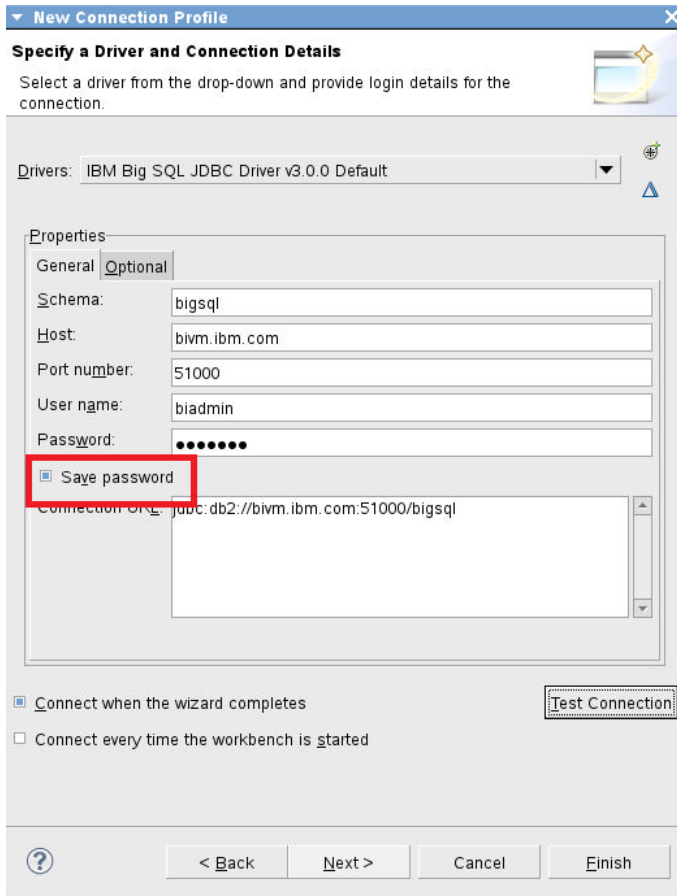 New Connection Profile
Specify a Driver and Connection Details
Select a driver from the drop-down and provide login details for the
connection.
Drivers: IBM Big SQL JDBC Driver v3.0.0 Default
Properties
General Optional
Schema: bigsql
Host: bivm.ibm.com
Port number: 51000
User name: biadmin
Password: ●●●●●●●
Save password
Connection URL: jdbc:db2://bivm.ibm.com:51000/bigsql
Connect when the wizard completes
Test Connection
Connect every time the workbench is started
< Back Next > Cancel Finish